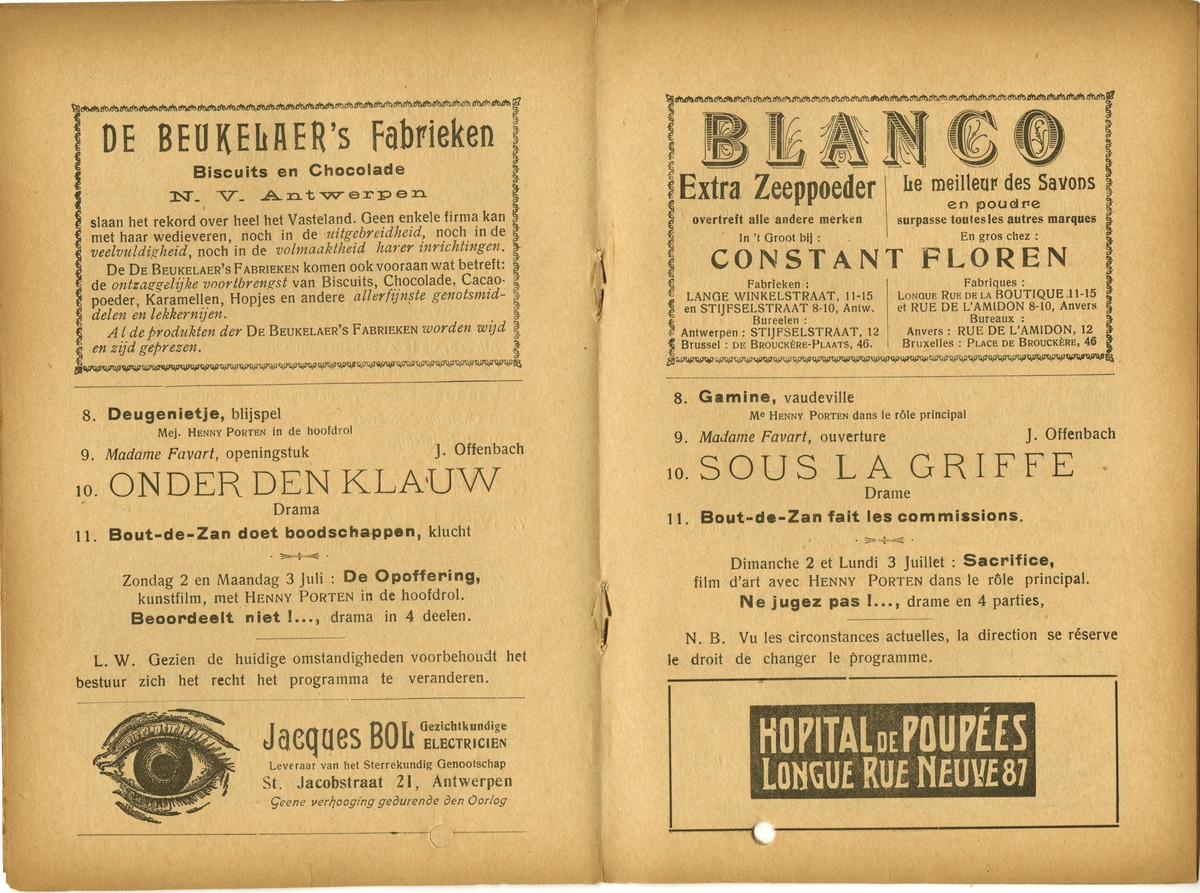 DE BEUKELAER's Fabrieken
Biscuits en Chocolade
N. V. Antwerpen
slaan het rekord over heel het Vasteland. Geen enkele firma kan
met haar wedieveren, noch in de uitgebreidheid, noch in de
veelvuldigheid, noch in de volmaaktheid harer inrichtingen.
De DE BEUKELAER'S FABRIEKEN komen ook vooraan wat betreft:
de ontzaggelijke voortbrengst van Biscuits, Chocolade, Cacao-
poeder, Karamellen, Hopjes en andere allerfijnste genotsmid-
delen en lekkernijen.
Al de produkten der DE BEUKELAER'S FABRIEKEN worden wijd
en zijd geprezen.
8. Deugenietje, blijspel
Mej. HENNY PORTEN in de hoofdrol
9. Madame Favart, openingstuk J. Offenbach
10. ONDER DEN KLAUW
Drama
11. Bout-de-Zan doet boodschappen, klucht
Zondag 2 en Maandag 3 Juli : De Opoffering,
kunstfilm, met HENNY PORTEN in de hoofdrol.
Beoordeelt niet !..., drama in 4 deelen.
L. W. Gezien de huidige omstandigheden voorbehoudt het
bestuur zich het recht het programma te veranderen.
Jacques BOL Gezichtkundige
ELECTRICIEN
Leveraar van het Sterrekundig Genootschap
St. Jacobstraat 21, Antwerpen
Geene verhooging gedurende den Oorlog
BLANCO
Extra Zeeppoeder
overtreft alle andere merken
In 't Groot bij :
Le meilleur des Savons
en poudre
surpasse toutes les autres marques
En gros chez :
CONSTANT FLOREN
Fabrieken :
LANGE WINKELSTRAAT, 11-15
en STIJFSELSTRAAT 8-10, Antw.
Bureelen :
Antwerpen : STIJFSELSTRAAT, 12
Brussel : DE BROUCKÈRE-PLAATS, 46.
Fabriques :
LONGUE RUE DE LA BOUTIQUE 11-15
et RUE DE L'AMIDON 8-10, Anvers
Bureaux :
Anvers : RUE DE L'AMIDON, 12
Bruxelles : PLACE DE BROUCKÈRE, 46
8. Gamine, vaudeville
Me HENNY PORTEN dans le rôle principal
9. Madame Favart, ouverture J. Offenbach
10. SOUS LA GRIFFE
Drame
11. Bout-de-Zan fait les commissions.
Dimanche 2 et Lundi 3 Juillet : Sacrifice,
film d'art avec HENNY PORTEN dans le rôle principal.
Ne jugez pas !..., drame en 4 parties,
N. B. Vu les circonstances actuelles, la direction se réserve
le droit de changer le programme.
HOPITAL DE POUPÉES
LONGUE RUE NEUVE 87